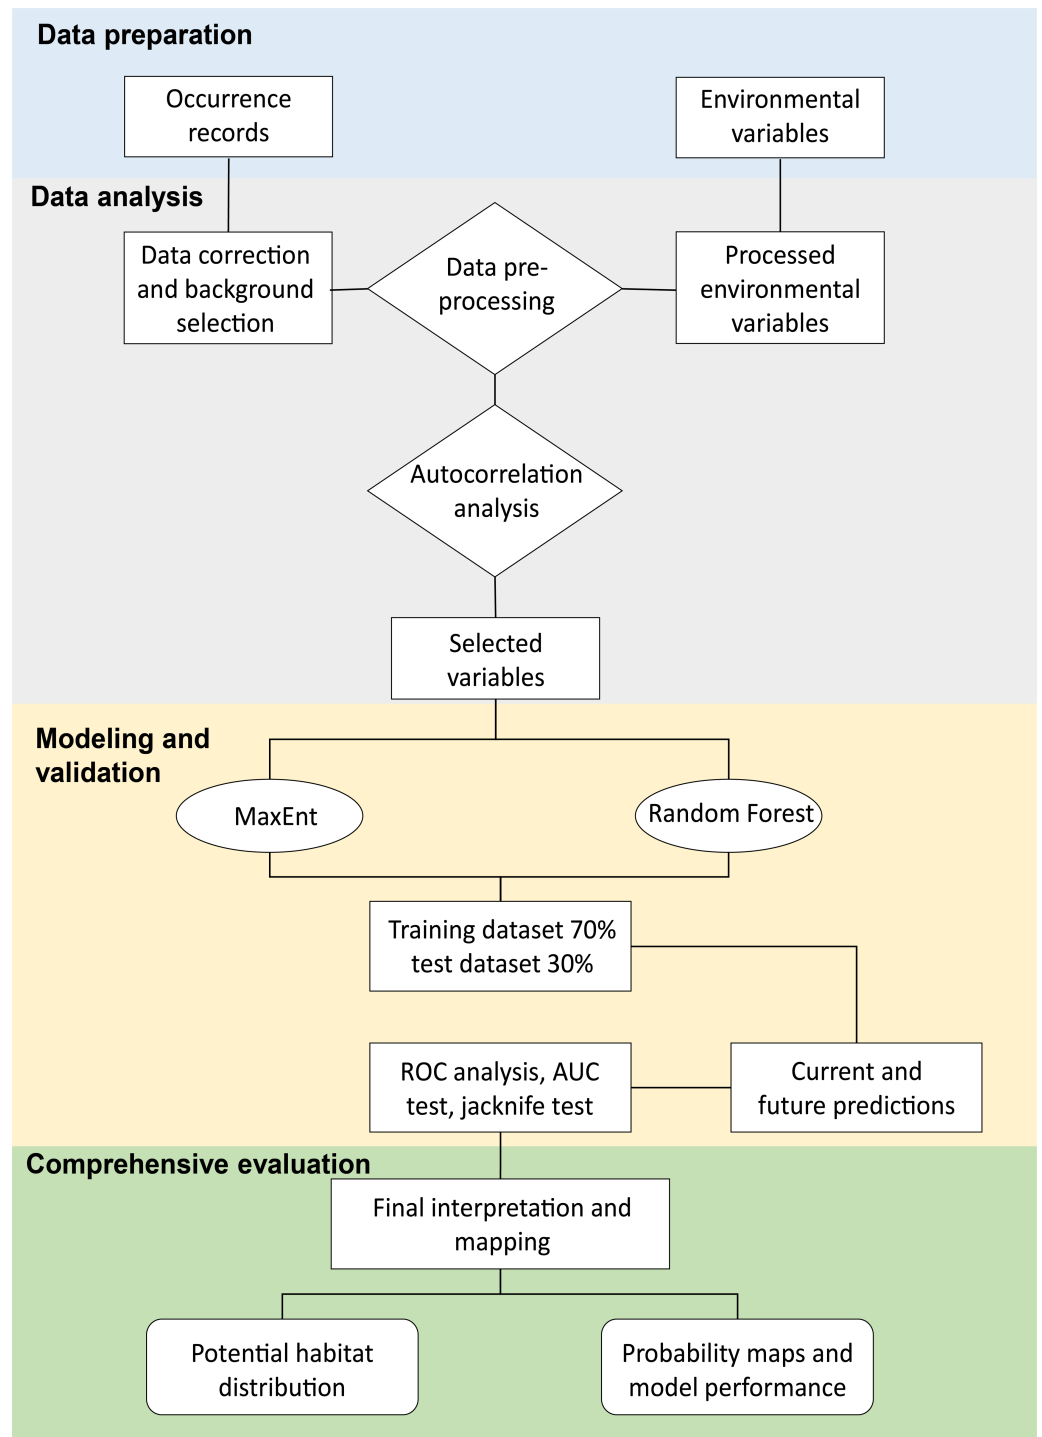 Data preparation
Occurrence
records
Environmental
variables
Data analysis
Data correction
and background
selection
Data pre-
processing
Processed
environmental
variables
Autocorrelation
analysis
Selected
variables
Modeling and
validation
MaxEnt
Random Forest
Training dataset 70%
test dataset 30%
ROC analysis, AUC
test, jacknife test
Current and
future predictions
Comprehensive evaluation
Final interpretation and
mapping
Potential habitat
distribution
Probability maps and
model performance